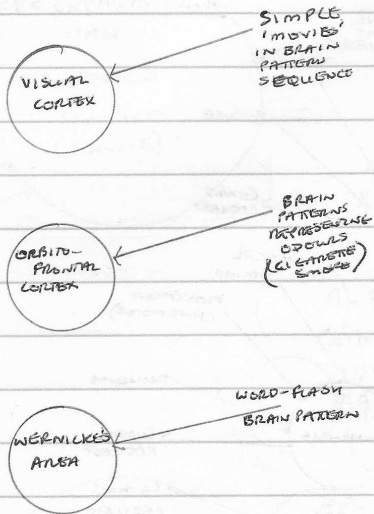 SIMPLE
'MOVIES'
IN BRAIN
PATTERN
SEQUENCE
VISUAL
CORTEX
BRAIN
PATTERNS
REPRESENTING
ODOURS
(CIGARETTE
SMOKE)
ORBITO-
FRONTAL
CORTEX
WORD-FLASH
BRAIN PATTERN
WERNICKE'S
AREA